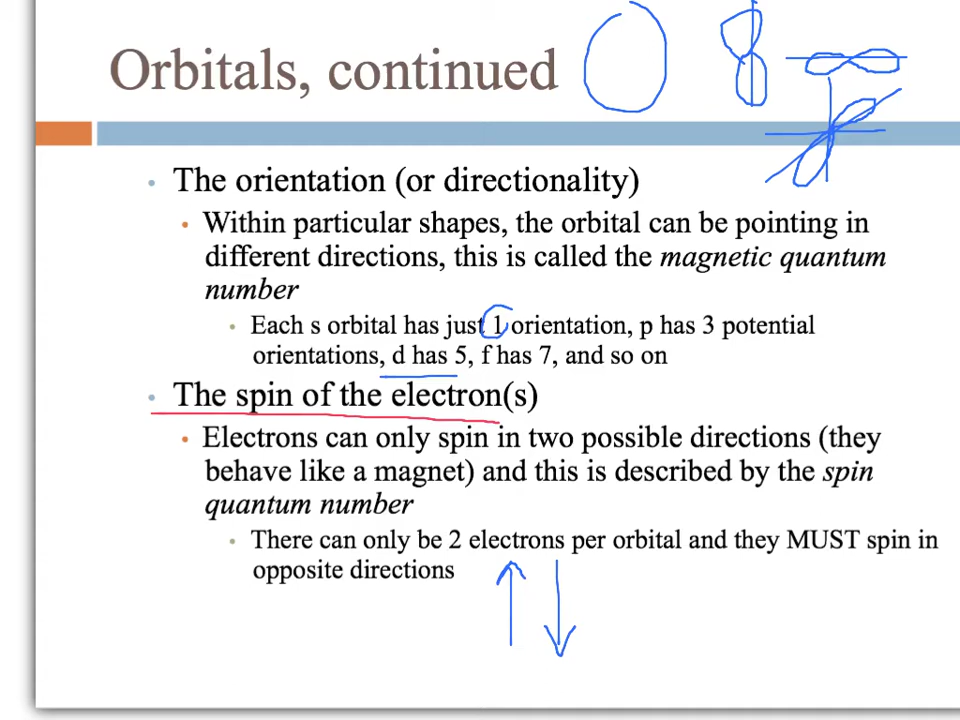 Orbitals, continued
• The orientation (or directionality)
• Within particular shapes, the orbital can be pointing in
different directions, this is called the magnetic quantum
number
• Each s orbital has just 1 orientation, p has 3 potential
orientations, d has 5, f has 7, and so on
• The spin of the electron(s)
• Electrons can only spin in two possible directions (they
behave like a magnet) and this is described by the spin
quantum number
• There can only be 2 electrons per orbital and they MUST spin in
opposite directions